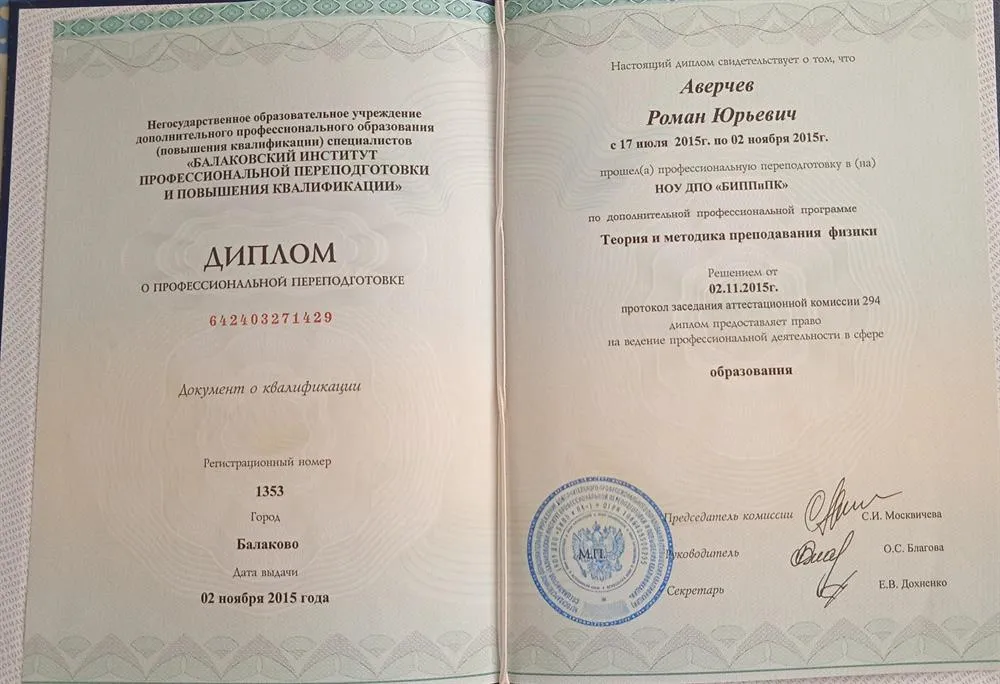 Негосударственное образовательное учреждение
дополнительного профессионального образования
(повышения квалификации) специалистов
«БАЛАКОВСКИЙ ИНСТИТУТ
ПРОФЕССИОНАЛЬНОЙ ПЕРЕПОДГОТОВКИ
И ПОВЫШЕНИЯ КВАЛИФИКАЦИИ»
ДИПЛОМ
О ПРОФЕССИОНАЛЬНОЙ ПЕРЕПОДГОТОВКЕ
642403271429
Документ о квалификации
Регистрационный номер
1353
Город
Балаково
Дата выдачи
02 ноября 2015 года
Настоящий диплом свидетельствует о том, что
Аверчев
Роман Юрьевич
с 17 июля 2015г. по 02 ноября 2015г.
прошел(а) профессиональную переподготовку в (на)
НОУ ДПО «БИППиПК»
по дополнительной профессиональной программе
Теория и методика преподавания физики
Решением от
02.11.2015г.
протокол заседания аттестационной комиссии 294
диплом предоставляет право
на ведение профессиональной деятельности в сфере
образования
Председатель комиссии С.И. Москвичева
М.П.
Руководитель О.С. Благова
Секретарь Е.В. Дохненко